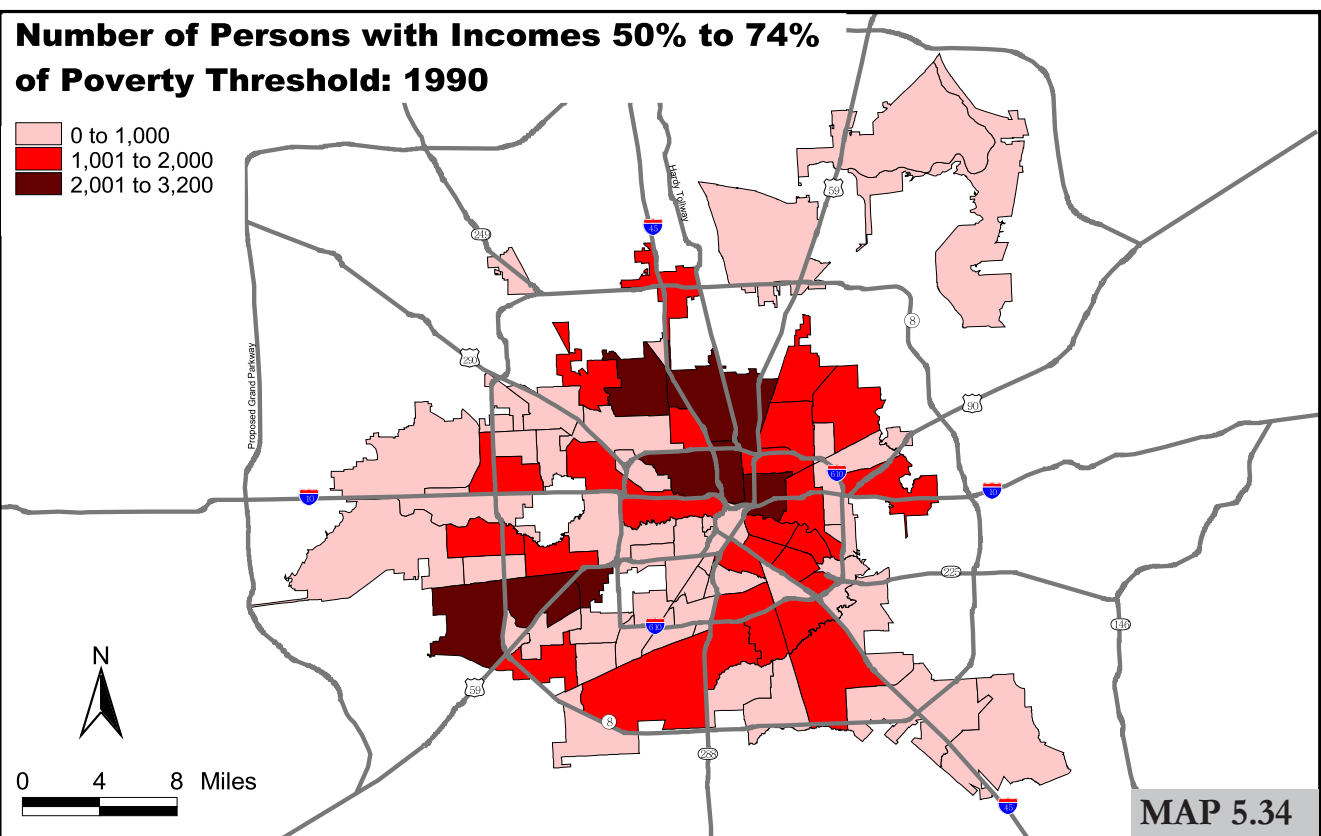 Number of Persons with Incomes 50% to 74%
of Poverty Threshold: 1990
0 to 1,000
1,001 to 2,000
2,001 to 3,200
Hardy Tollway
59
45
249
8
290
Proposed Grand Parkway
90
610
10
10
225
146
610
59
8
288
45
N
0 4 8 Miles
MAP 5.34